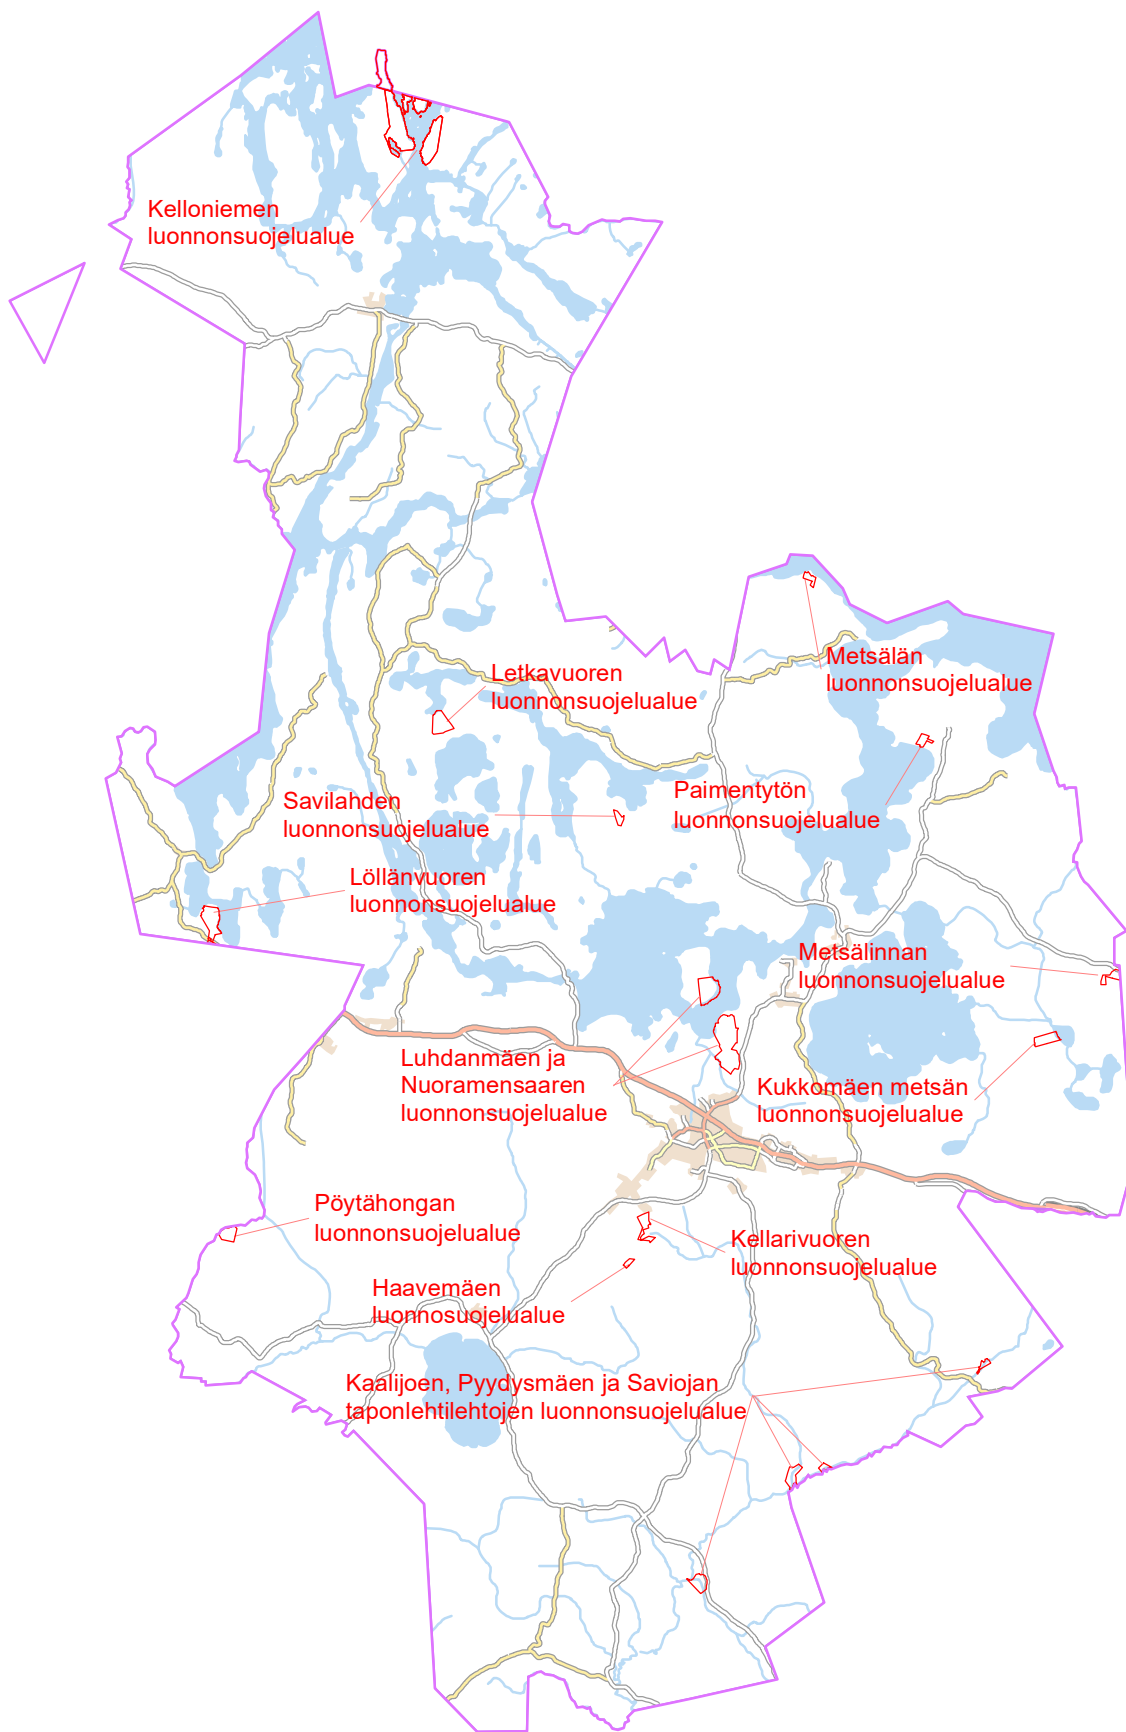 Kelloniemen
luonnonsuojelualue
Metsälän
luonnonsuojelualue
Letkavuoren
luonnonsuojelualue
Savilahden
luonnonsuojelualue
Paimentytön
luonnonsuojelualue
Löllänvuoren
luonnonsuojelualue
Metsälinnan
luonnonsuojelualue
Luhdanmäen ja
Nuoramensaaren
luonnonsuojelualue
Kukkomäen metsän
luonnonsuojelualue
Pöytähongan
luonnonsuojelualue
Kellarivuoren
luonnonsuojelualue
Haavemäen
luonnosuojelualue
Kaalijoen, Pyydysmäen ja Saviojan
taponlehtilehtojen luonnonsuojelualue